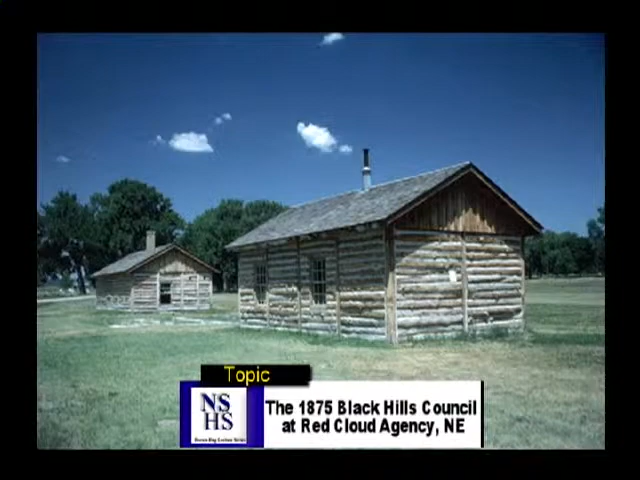 Topic
NS
HS
The 1875 Black Hills Council
at Red Cloud Agency, NE